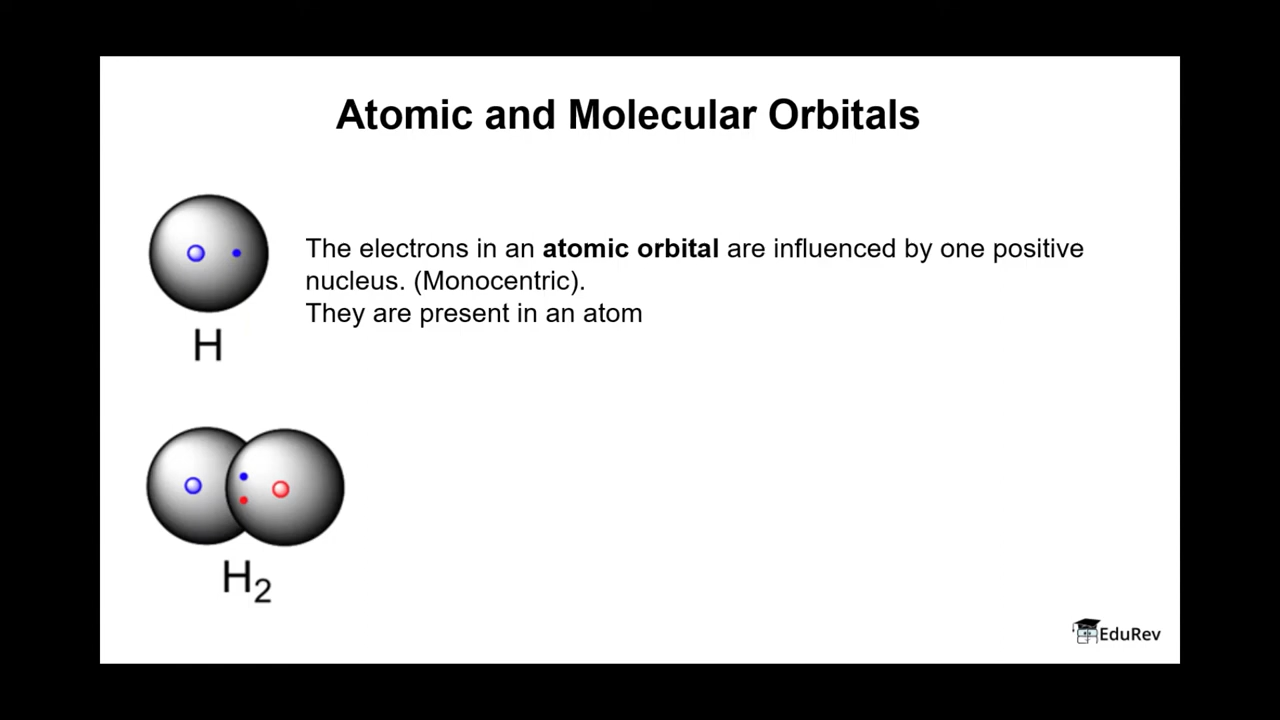 Atomic and Molecular Orbitals
The electrons in an atomic orbital are influenced by one positive
nucleus. (Monocentric).
They are present in an atom
H
H₂
EduRev